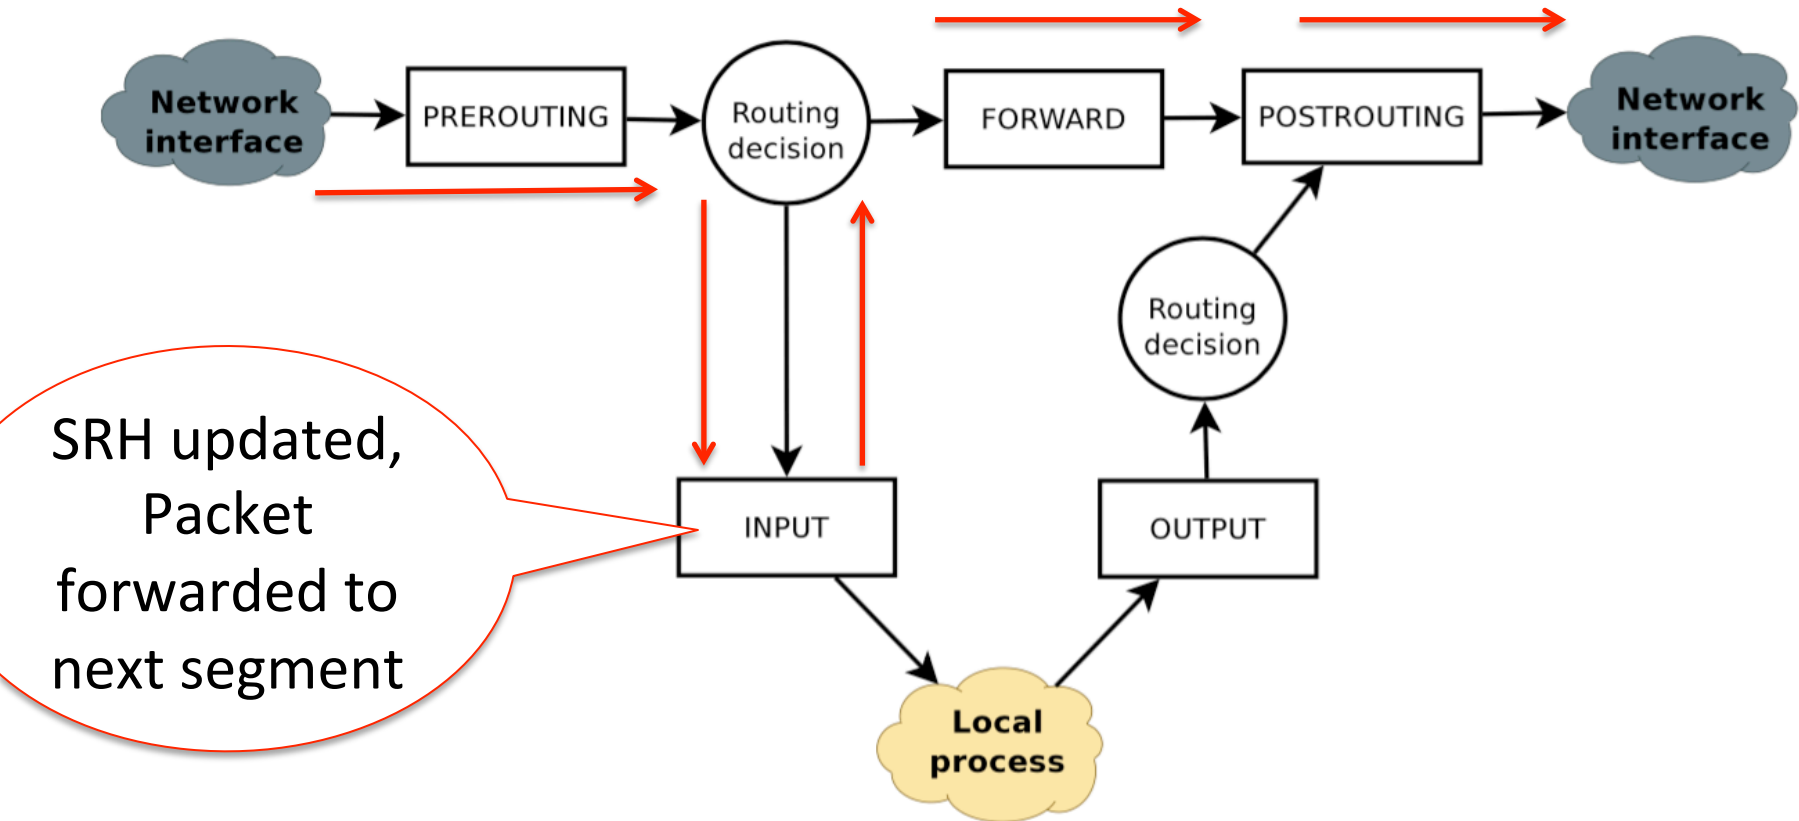 Network
interface
PREROUTING
Routing
decision
FORWARD
POSTROUTING
Network
interface
Routing
decision
SRH updated,
Packet
forwarded to
next segment
INPUT
OUTPUT
Local
process